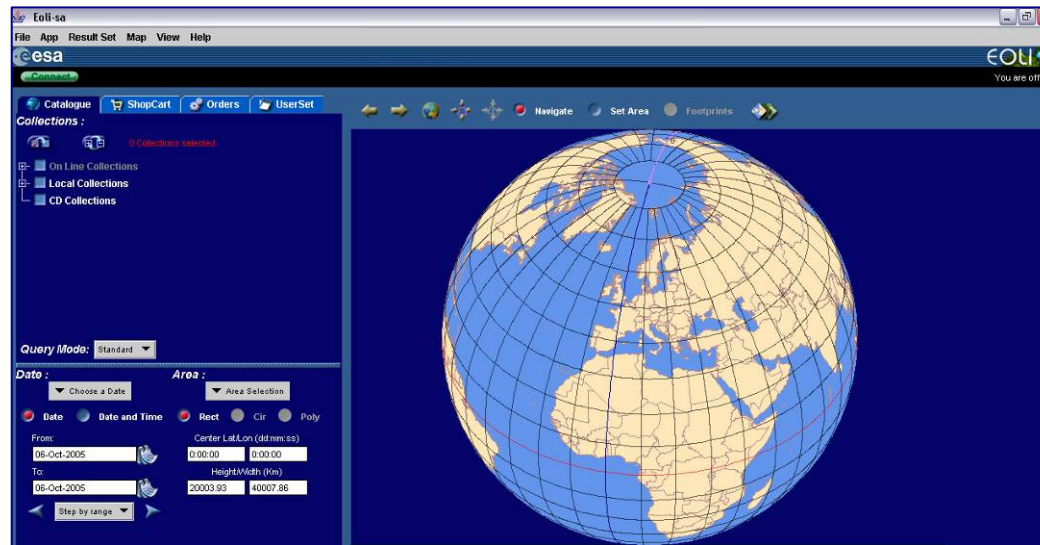 Eoli-sa
File App Result Set Map View Help
esa
EOLI
Connect
You are off
Catalogue ShopCart Orders UserSet
Navigate Set Area Footprints
Collections :
0 Collections selected
On Line Collections
Local Collections
CD Collections
Query Mode: Standard
Date : Area :
Choose a Date Area Selection
Date Date and Time Rect Cir Poly
From: Center Lat/Lon (dd:mm:ss)
06-Oct-2005 0:00:00 0:00:00
To: Height/Width (Km)
06-Oct-2005 20003.93 40007.86
Step by range